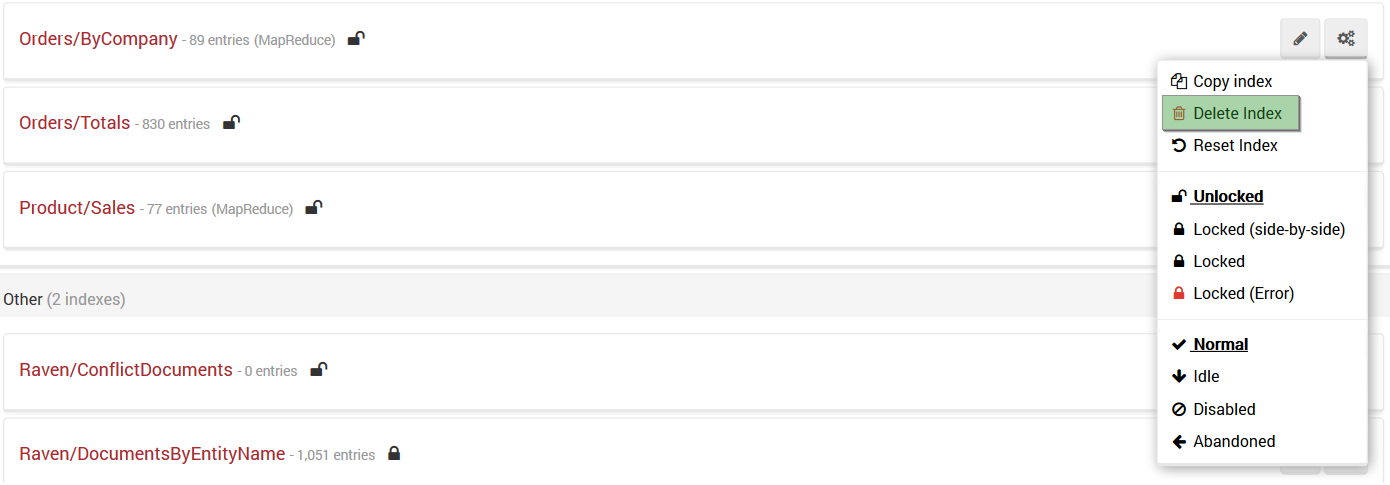 Orders/ByCompany - 89 entries (MapReduce)
Copy index
Delete Index
Orders/Totals - 830 entries
Reset Index
Unlocked
Product/Sales - 77 entries (MapReduce)
Locked (side-by-side)
Locked
Other (2 indexes)
Locked (Error)
Normal
Raven/ConflictDocuments - 0 entries
Idle
Disabled
Abandoned
Raven/DocumentsByEntityName - 1,051 entries